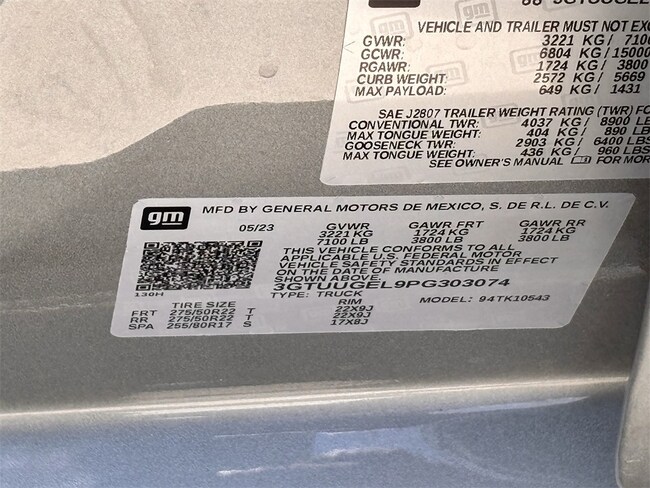 VEHICLE AND TRAILER MUST NOT
GVWR: 3221 KG/ 7100
GCWR: 6804 KG/ 15000
RGAWR: 1724 KG/ 3800
CURB WEIGHT: 2572 KG/ 5669
MAX PAYLOAD: 649 KG/ 1431
SAE J2807 TRAILER WEIGHT RATING (TWR)
CONVENTIONAL TWR: 4037 KG/ 8900
MAX TONGUE WEIGHT: 404 KG/ 890 LB
GOOSENECK TWR: 2903 KG/ 6400 LBS
MAX TONGUE WEIGHT: 436 KG/ 960 LBS
SEE OWNER'S MANUAL FOR
gm MFD BY GENERAL MOTORS DE MEXICO, S. DE R.L. DE C.V.
05/23 GVWR GAWR FRT GAWR RR
3221 KG 1724 KG 1724 KG
7100 LB 3800 LB 3800 LB
THIS VEHICLE CONFORMS TO ALL
APPLICABLE U.S. FEDERAL MOTOR
VEHICLE SAFETY STANDARDS IN EFFECT
ON THE DATE OF MANUFACTURE
SHOWN ABOVE.
3GTUUGEL9PG303074
130H
TYPE: TRUCK MODEL: 94TK10543
TIRE SIZE RIM
FRT 275/50R22 T 22X9J
RR 275/50R22 T 22X9J
SPA 255/80R17 S 17X8J